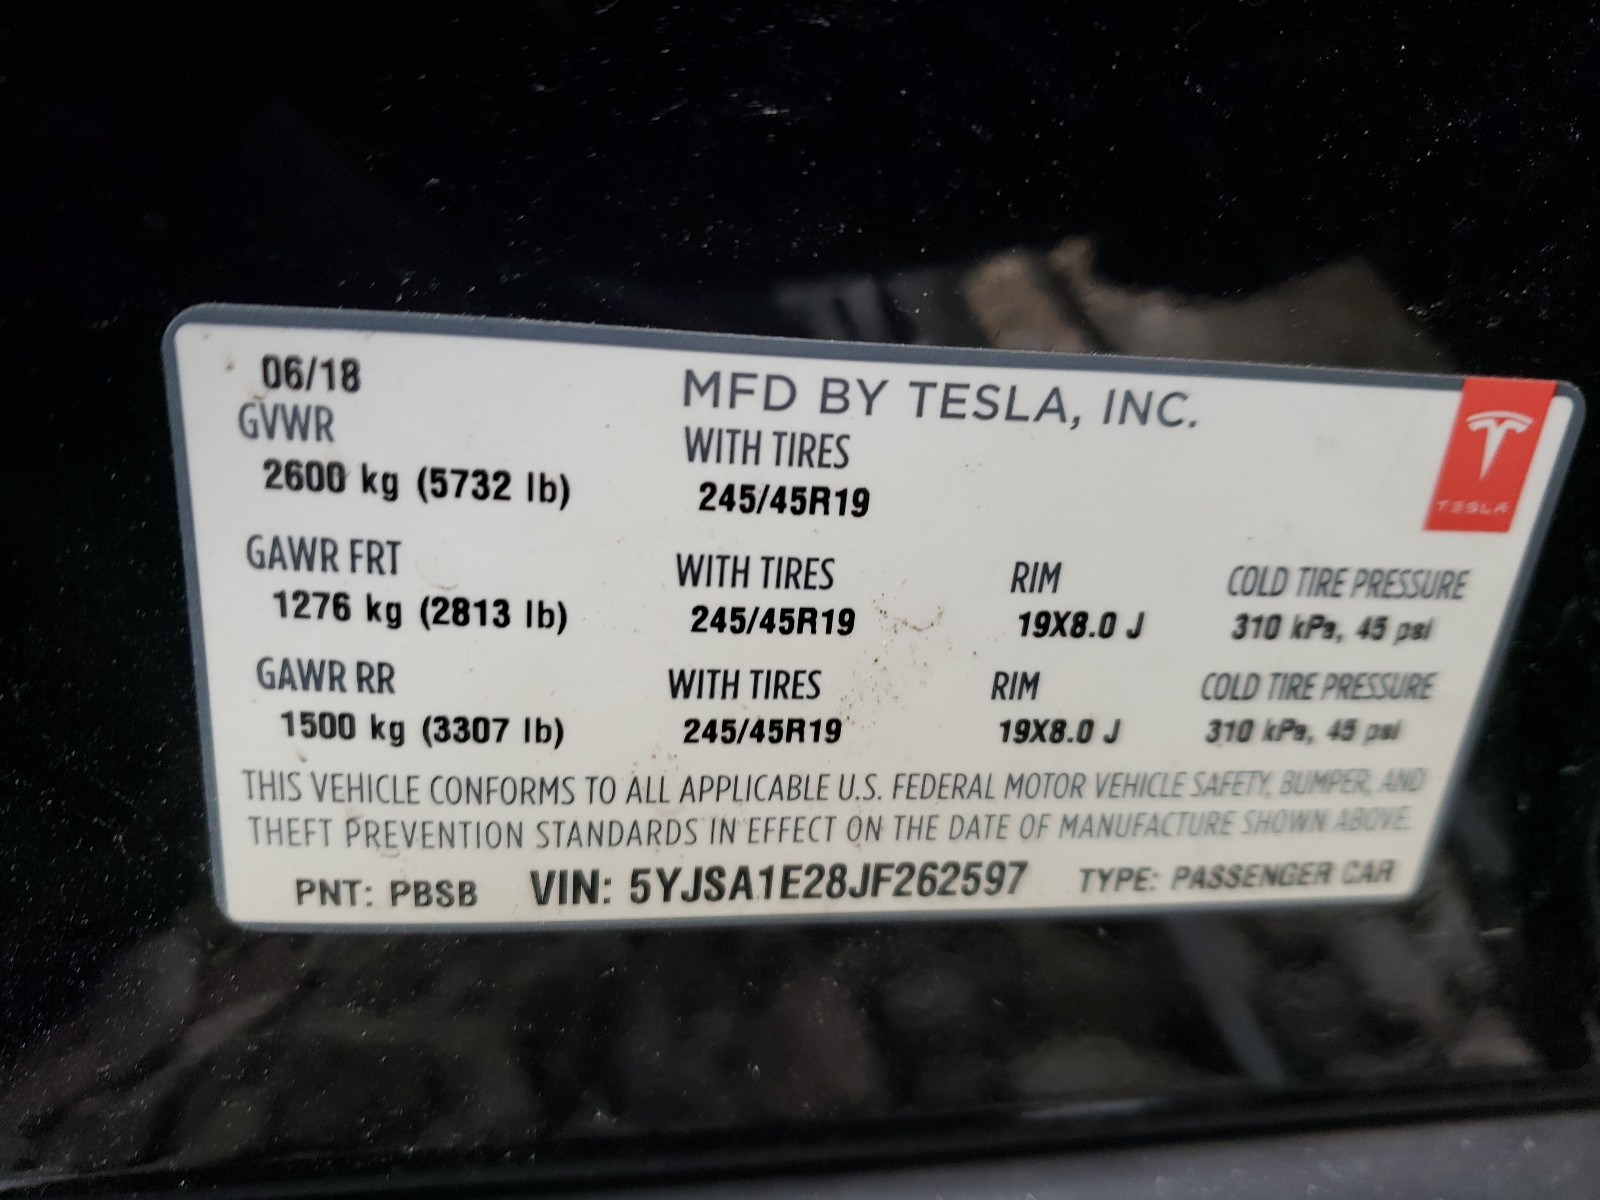 06/18 MFD BY TESLA, INC.
GVWR WITH TIRES
2600 kg (5732 lb) 245/45R19
TESLA
GAWR FRT WITH TIRES RIM COLD TIRE PRESSURE
1276 kg (2813 lb) 245/45R19 19X8.0 J 310 kPa, 45 psi
GAWR RR WITH TIRES RIM COLD TIRE PRESSURE
1500 kg (3307 lb) 245/45R19 19X8.0 J 310 kPa, 45 psi
THIS VEHICLE CONFORMS TO ALL APPLICABLE U.S. FEDERAL MOTOR VEHICLE SAFETY, BUMPER, AND
THEFT PREVENTION STANDARDS IN EFFECT ON THE DATE OF MANUFACTURE SHOWN ABOVE.
PNT: PBSB VIN: 5YJSA1E28JF262597 TYPE: PASSENGER CAR